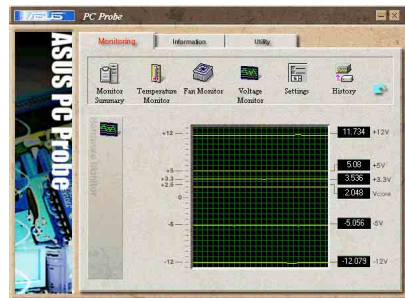 ASUS PC Probe
Monitoring Information Utility
Monitor Summary
Temperature Monitor
Fan Monitor
Voltage Monitor
Settings
History
ASUS PC Probe
Hardware Monitor
+12 11.734 +12V
+5 5.08 +5V
+3.3 3.536 +3.3V
+2.5 2.048 Vcore
0
-5 -5.056 -5V
-12 -12.079 -12V